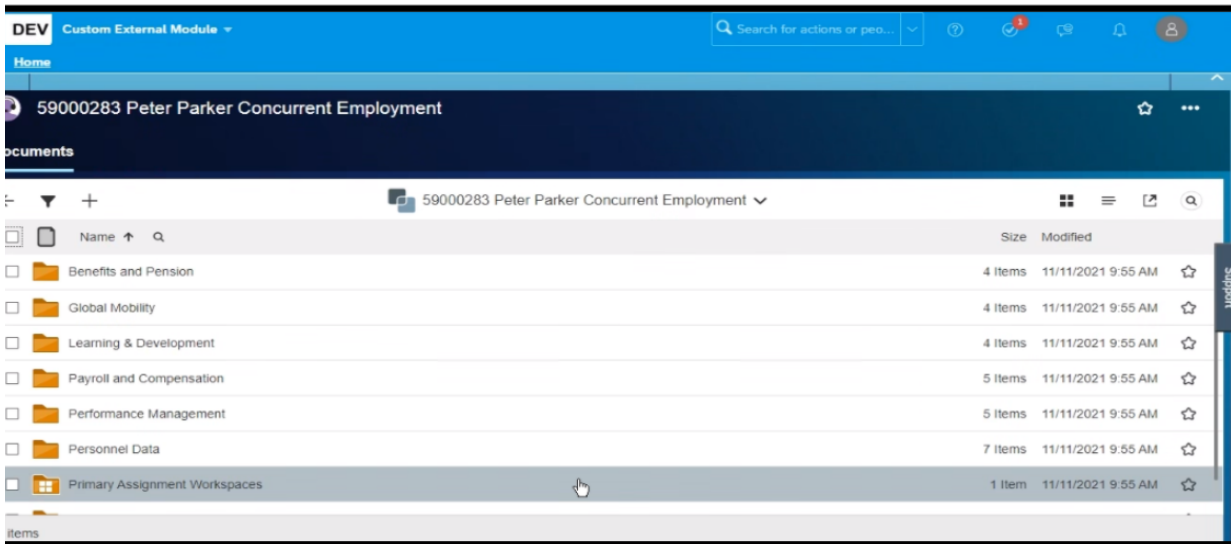 DEV Custom External Module Search for actions or peo... 1
Home
59000283 Peter Parker Concurrent Employment
ocuments
59000283 Peter Parker Concurrent Employment
Name Size Modified
Benefits and Pension 4 Items 11/11/2021 9:55 AM
Global Mobility 4 Items 11/11/2021 9:55 AM
Learning & Development 4 Items 11/11/2021 9:55 AM
Payroll and Compensation 5 Items 11/11/2021 9:55 AM
Performance Management 5 Items 11/11/2021 9:55 AM
Personnel Data 7 Items 11/11/2021 9:55 AM
Primary Assignment Workspaces 1 Item 11/11/2021 9:55 AM
items
Support